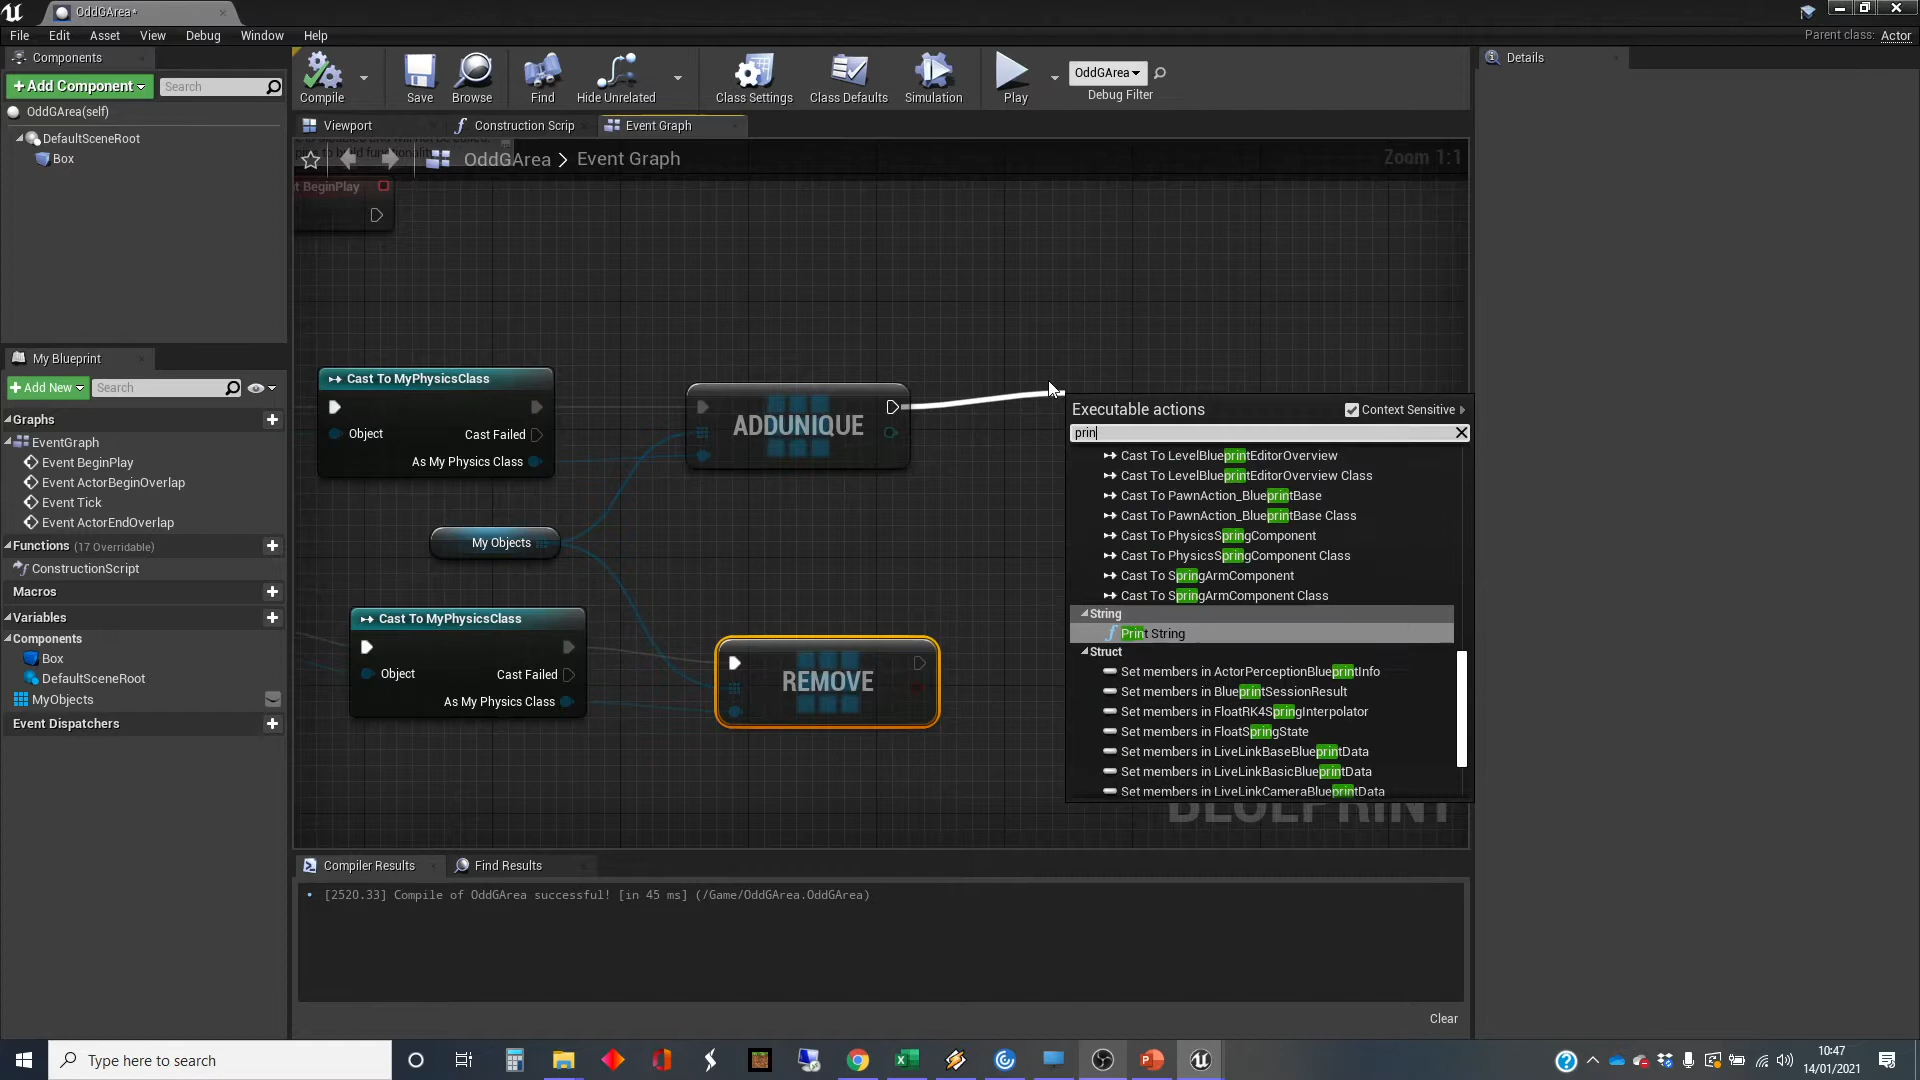 OddGArea*
File Edit Asset View Debug Window Help
Parent class: Actor
Components
+Add Component
Search
OddGArea(self)
DefaultSceneRoot
Box
Compile
Save
Browse
Find
Hide Unrelated
Class Settings
Class Defaults
Simulation
Play
OddGArea
Debug Filter
Details
Viewport
Construction Scrip
Event Graph
OddGArea > Event Graph
Zoom 1:1
t BeginPlay
My Blueprint
+Add New
Search
Graphs
EventGraph
Event BeginPlay
Event ActorBeginOverlap
Event Tick
Event ActorEndOverlap
Functions (17 Overridable)
ConstructionScript
Macros
Variables
Components
Box
DefaultSceneRoot
MyObjects
Event Dispatchers
Cast To MyPhysicsClass
Object
Cast Failed
As My Physics Class
ADDUNIQUE
My Objects
Cast To MyPhysicsClass
Object
Cast Failed
As My Physics Class
REMOVE
Executable actions
Context Sensitive
prin
Cast To LevelBlueprintEditorOverview
Cast To LevelBlueprintEditorOverview Class
Cast To PawnAction_BlueprintBase
Cast To PawnAction_BlueprintBase Class
Cast To PhysicsSpringComponent
Cast To PhysicsSpringComponent Class
Cast To SpringArmComponent
Cast To SpringArmComponent Class
String
Print String
Struct
Set members in ActorPerceptionBlueprintInfo
Set members in BlueprintSessionResult
Set members in FloatRK4SpringInterpolator
Set members in FloatSpringState
Set members in LiveLinkBaseBlueprintData
Set members in LiveLinkBasicBlueprintData
Set members in LiveLinkCameraBlueprintData
BLUEPRINT
Compiler Results
Find Results
[2520.33] Compile of OddGArea successful! [in 45 ms] (/Game/OddGArea.OddGArea)
Clear
Type here to search
10:47
14/01/2021